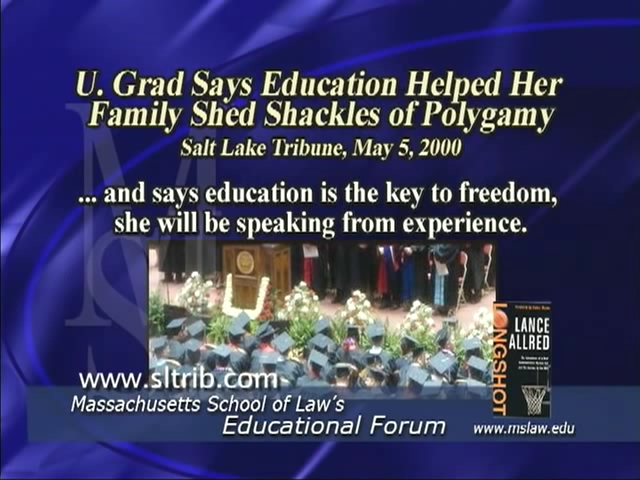 U. Grad Says Education Helped Her
Family Shed Shackles of Polygamy
Salt Lake Tribune, May 5, 2000
... and says education is the key to freedom,
she will be speaking from experience.
MS
LONGSHOT
LANCE
ALLRED
www.sltrib.com
Massachusetts School of Law's
Educational Forum
www.mslaw.edu